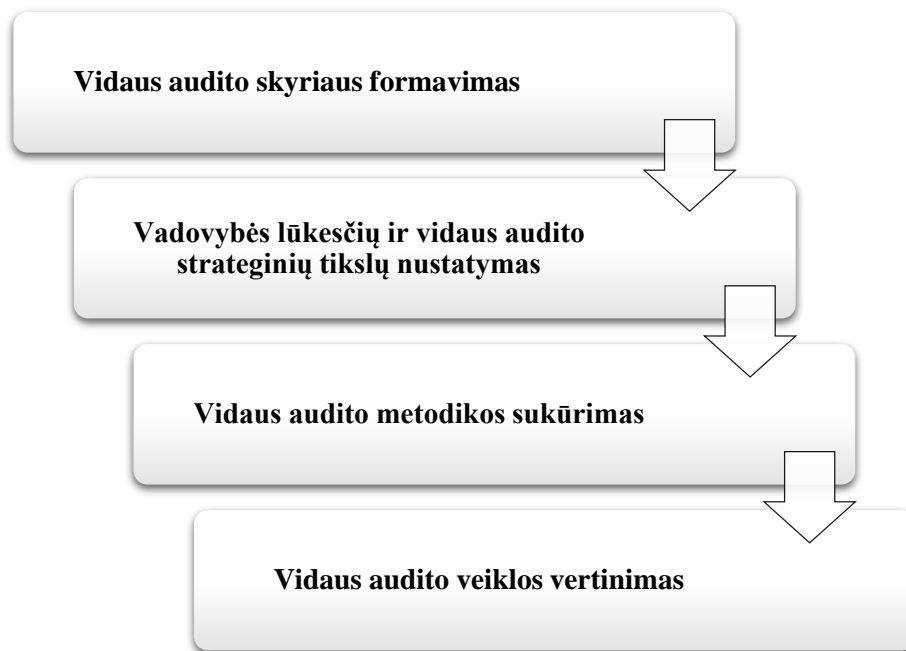 Vidaus audito skyriaus formavimas
Vadovybės lūkesčių ir vidaus audito
strateginių tikslų nustatymas
Vidaus audito metodikos sukūrimas
Vidaus audito veiklos vertinimas